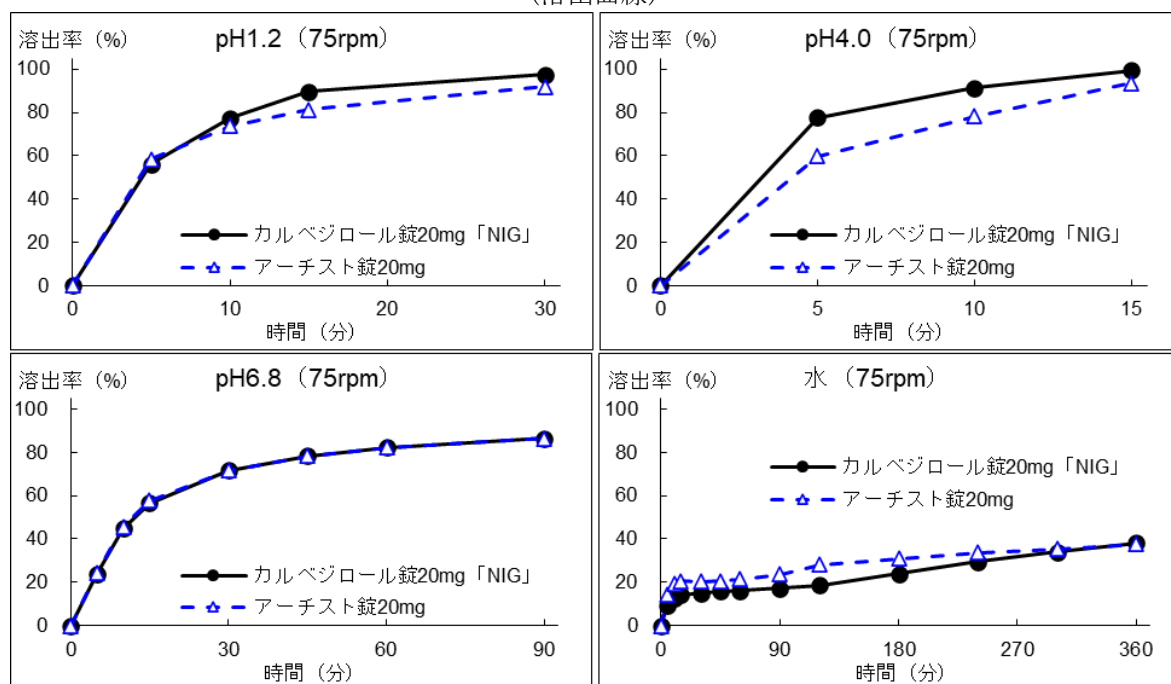 (溶出曲線)
溶出率 (%)
pH1.2 (75rpm)
100
80
60
40
20
0
カルベジロール錠20mg「NIG」
アーチスト錠20mg
0 10 20 30
時間 (分)
溶出率 (%)
pH4.0 (75rpm)
100
80
60
40
20
0
カルベジロール錠20mg「NIG」
アーチスト錠20mg
0 5 10 15
時間 (分)
溶出率 (%)
pH6.8 (75rpm)
100
80
60
40
20
0
カルベジロール錠20mg「NIG」
アーチスト錠20mg
0 30 60 90
時間 (分)
溶出率 (%)
水 (75rpm)
100
80
60
40
20
0
カルベジロール錠20mg「NIG」
アーチスト錠20mg
0 90 180 270 360
時間 (分)